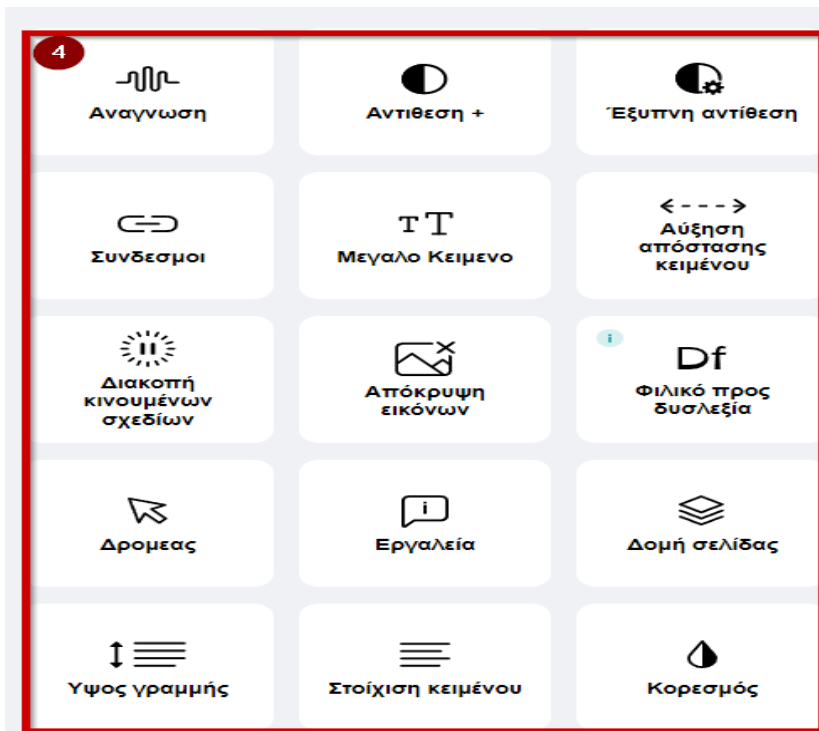 4
Αναγνωση
Αντιθεση +
Έξυπνη αντίθεση
Συνδεσμοι
тT
Μεγαλο Κειμενο
Αύξηση
απόστασης
κειμένου
Διακοπή
κινουμένων
σχεδίων
Απόκρυψη
εικόνων
i
Df
Φιλικό προς
δυσλεξία
Δρομεας
i
Εργαλεία
Δομή σελίδας
Υψος γραμμής
Στοίχιση κειμένου
Κορεσμός